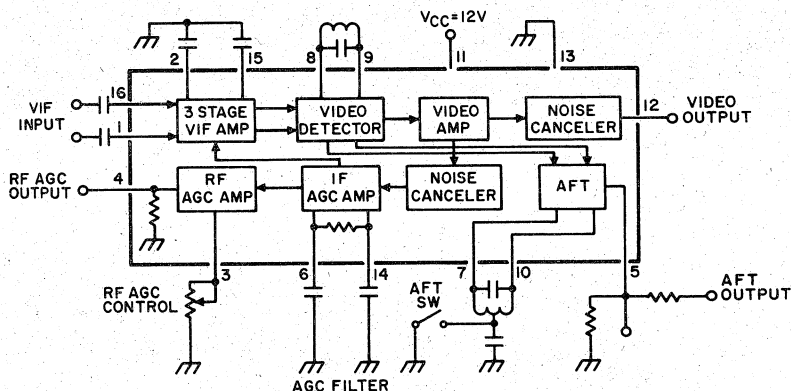 VCC=12V
2
15
8
9
11
13
16
VIF INPUT
1
3 STAGE
VIF AMP
VIDEO
DETECTOR
VIDEO
AMP
NOISE
CANCELER
12
VIDEO
OUTPUT
RF AGC
OUTPUT
4
RF
AGC AMP
IF
AGC AMP
NOISE
CANCELER
AFT
3
6
14
7
10
5
RF AGC
CONTROL
AFT
SW
AFT
OUTPUT
AGC FILTER